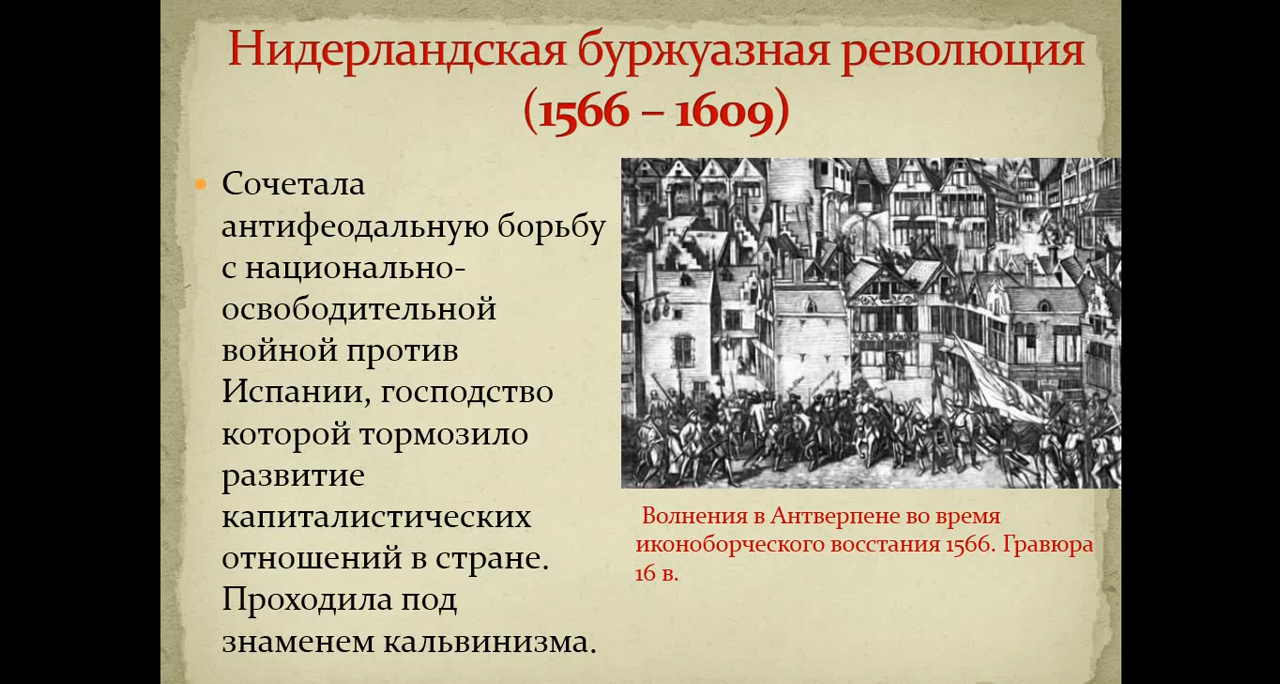 Нидерландская буржуазная революция
(1566 – 1609)
• Сочетала
антифеодальную борьбу
с национально-
освободительной
войной против
Испании, господство
которой тормозило
развитие
капиталистических
отношений в стране.
Проходила под
знаменем кальвинизма.
Волнения в Антверпене во время
иконоборческого восстания 1566. Гравюра
16 в.